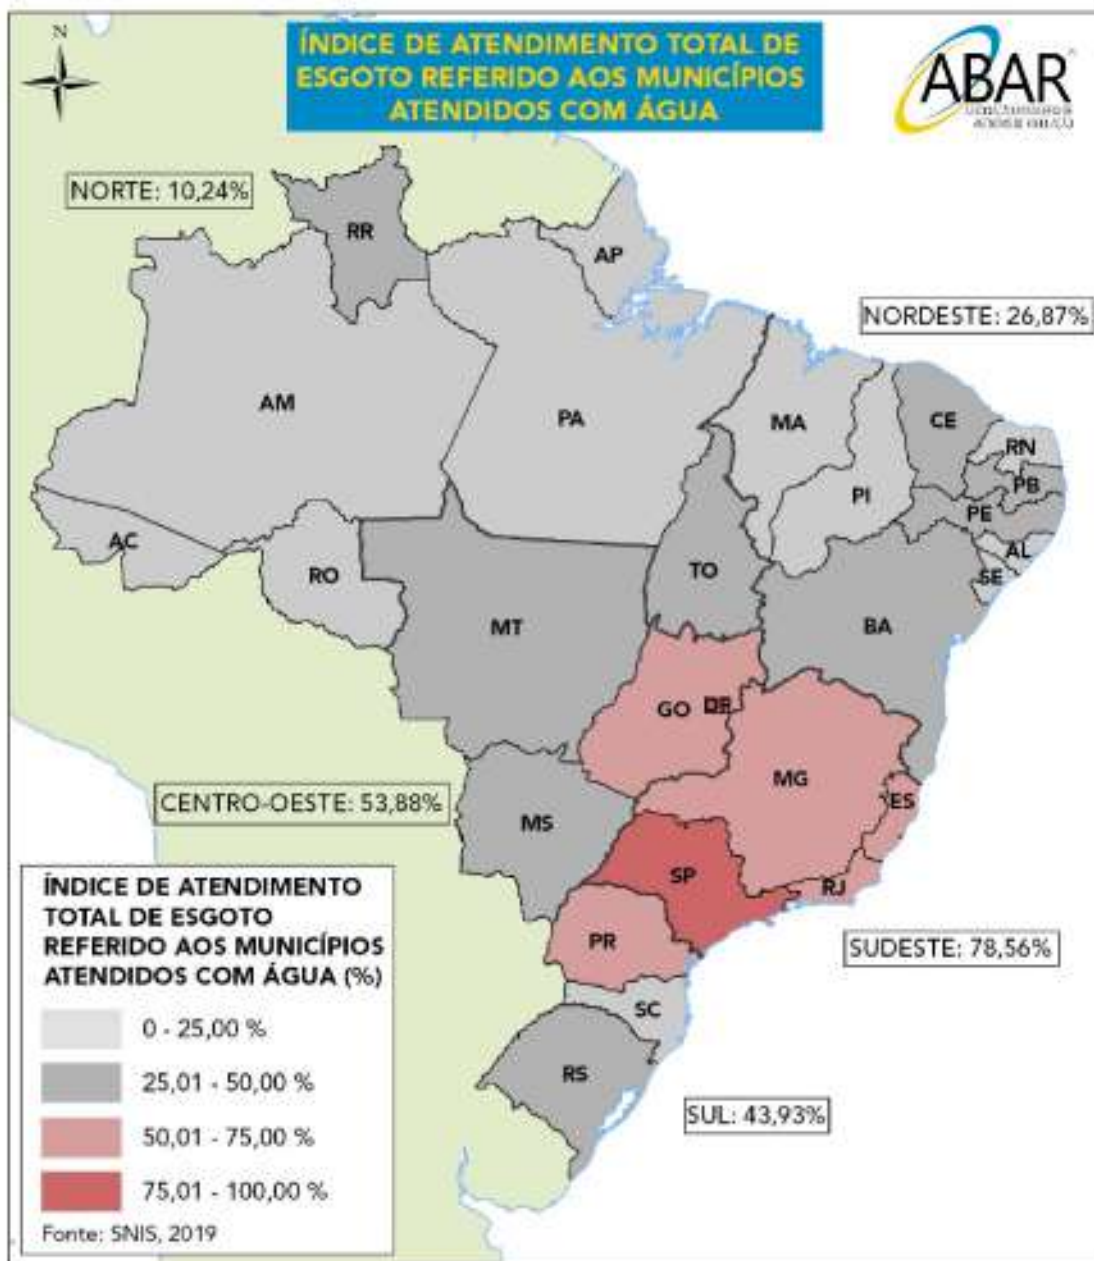 N
ÍNDICE DE ATENDIMENTO TOTAL DE
ESGOTO REFERIDO AOS MUNICÍPIOS
ATENDIDOS COM ÁGUA
ABAR
NORTE: 10,24%
RR
AP
NORDESTE: 26,87%
AM
PA
MA
CE
RN
PB
PI
PE
AC
AL
RO
TO
SE
MT
BA
GO
DF
MG
CENTRO-OESTE: 53,88%
ES
MS
SP
RJ
PR
SUDESTE: 78,56%
SC
RS
SUL: 43,93%
ÍNDICE DE ATENDIMENTO
TOTAL DE ESGOTO
REFERIDO AOS MUNICÍPIOS
ATENDIDOS COM ÁGUA (%)
0 - 25,00 %
25,01 - 50,00 %
50,01 - 75,00 %
75,01 - 100,00 %
Fonte: SNIS, 2019